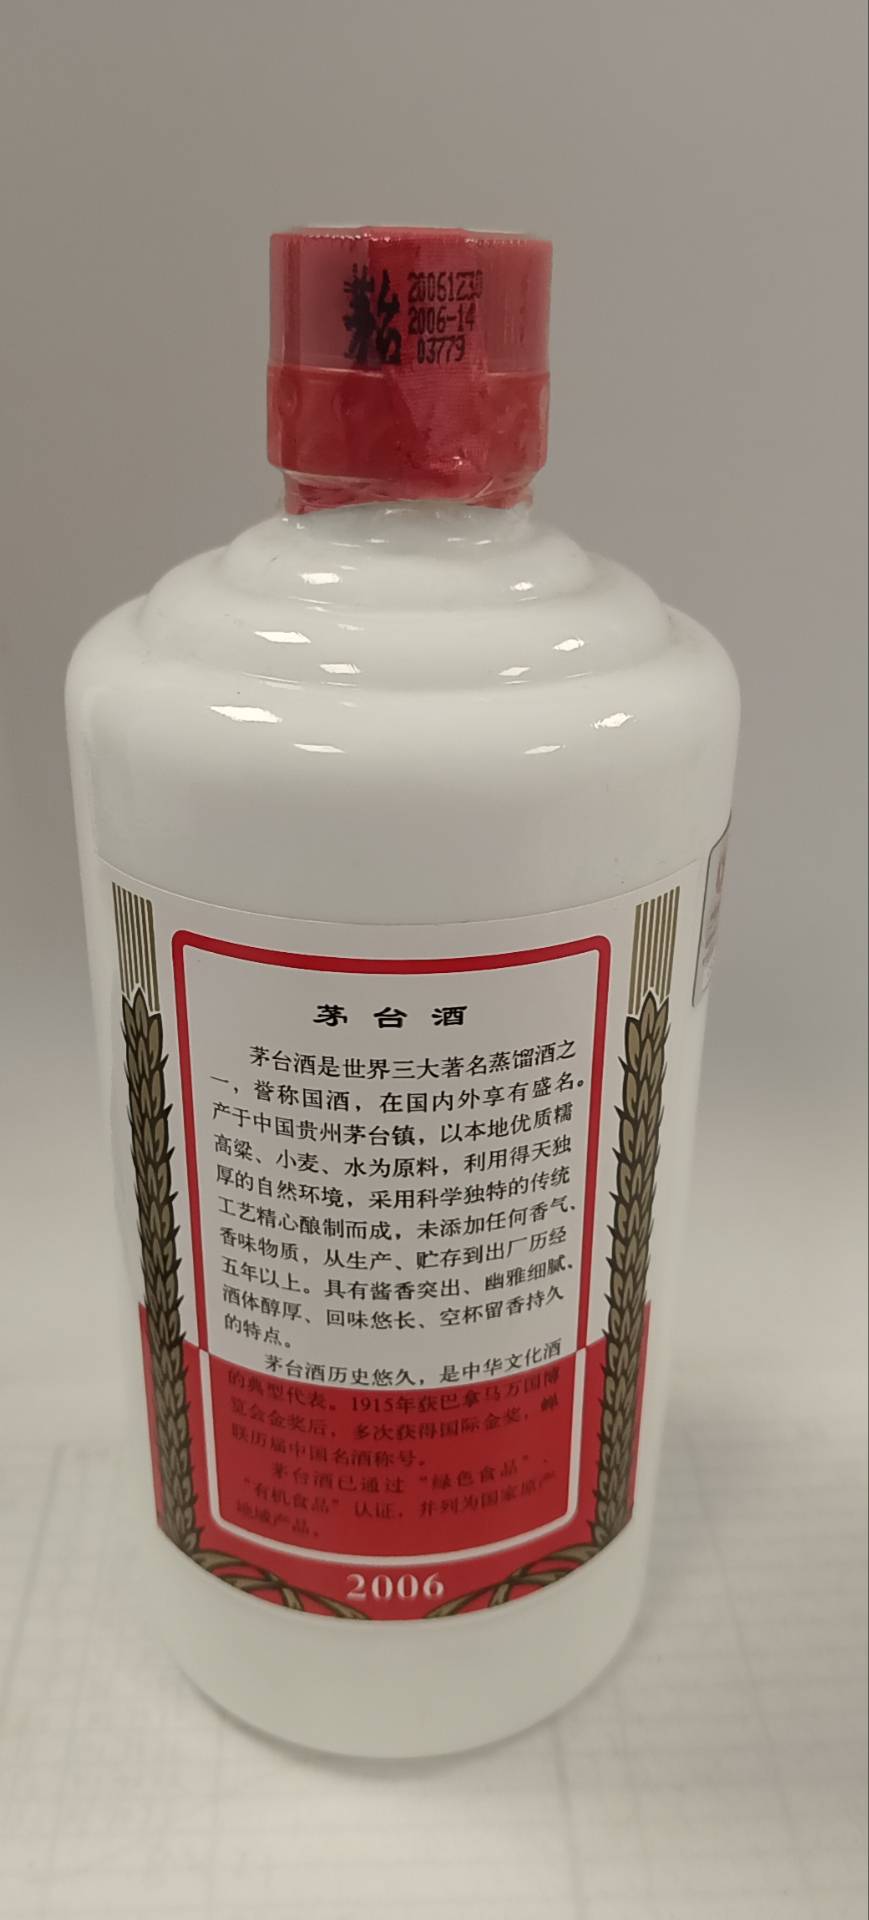 茅台
20061230
2006-14
03779
茅台酒
茅台酒是世界三大著名蒸馏酒之
一，誉称国酒，在国内外享有盛名。
产于中国贵州茅台镇，以本地优质糯
高粱、小麦、水为原料，利用得天独
厚的自然环境，采用科学独特的传统
工艺精心酿制而成，未添加任何香气、
香味物质，从生产、贮存到出厂历经
五年以上。具有酱香突出、幽雅细腻、
酒体醇厚、回味悠长、空杯留香持久
的特点。
茅台酒历史悠久，是中华文化酒
的典型代表。1915年获巴拿马万国博
览会金奖后，多次获得国际金奖，蝉
联历届中国名酒称号。
茅台酒已通过“绿色食品”、
“有机食品”认证，并列为国家原产
地域产品。
2006